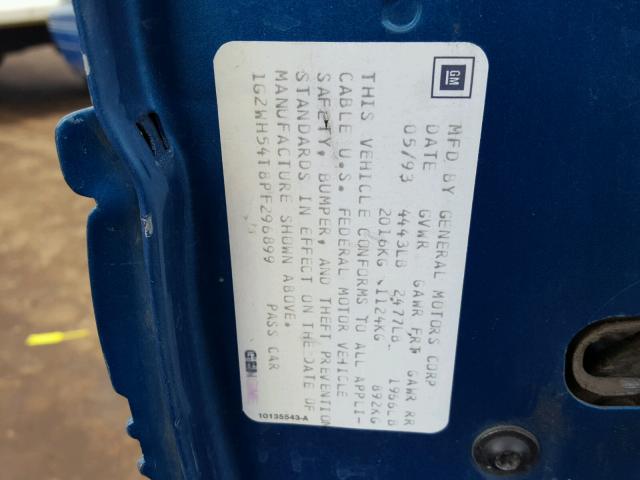 GM
MFD BY GENERAL MOTORS CORP
DATE GVWR GAWR FRT GAWR RR
05/93 4443LB 2477LB 1966LB
2016KG 1124KG 892KG
THIS VEHICLE CONFORMS TO ALL APPLI-
CABLE U.S. FEDERAL MOTOR VEHICLE
SAFETY, BUMPER, AND THEFT PREVENTION
STANDARDS IN EFFECT ON THE DATE OF
MANUFACTURE SHOWN ABOVE.
1G2WH54T8PF296899 PASS CAR
10135543-A